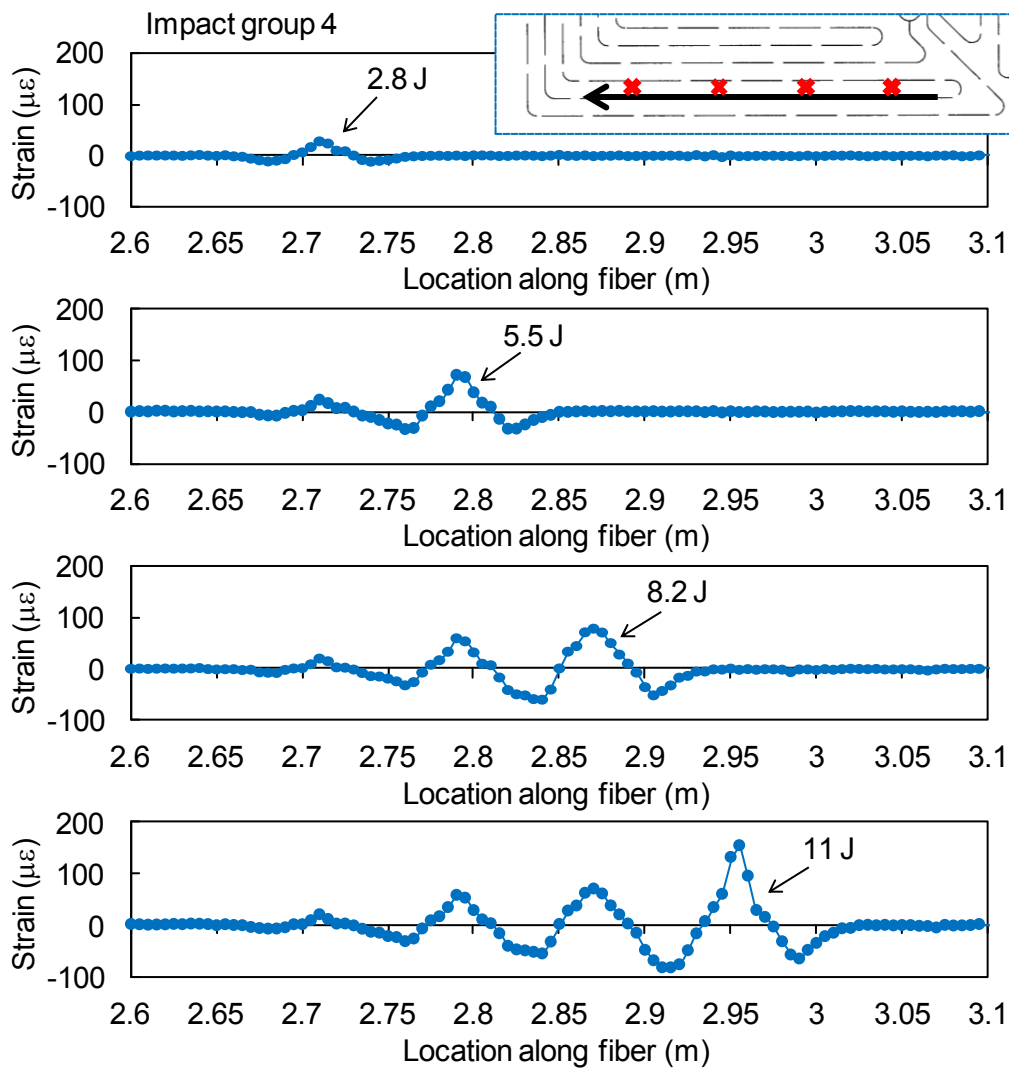 Impact group 4
Strain (με)
200
100
0
-100
2.8 J
2.6 2.65 2.7 2.75 2.8 2.85 2.9 2.95 3 3.05 3.1
Location along fiber (m)
Strain (με)
200
100
0
-100
5.5 J
2.6 2.65 2.7 2.75 2.8 2.85 2.9 2.95 3 3.05 3.1
Location along fiber (m)
Strain (με)
200
100
0
-100
8.2 J
2.6 2.65 2.7 2.75 2.8 2.85 2.9 2.95 3 3.05 3.1
Location along fiber (m)
Strain (με)
200
100
0
-100
11 J
2.6 2.65 2.7 2.75 2.8 2.85 2.9 2.95 3 3.05 3.1
Location along fiber (m)